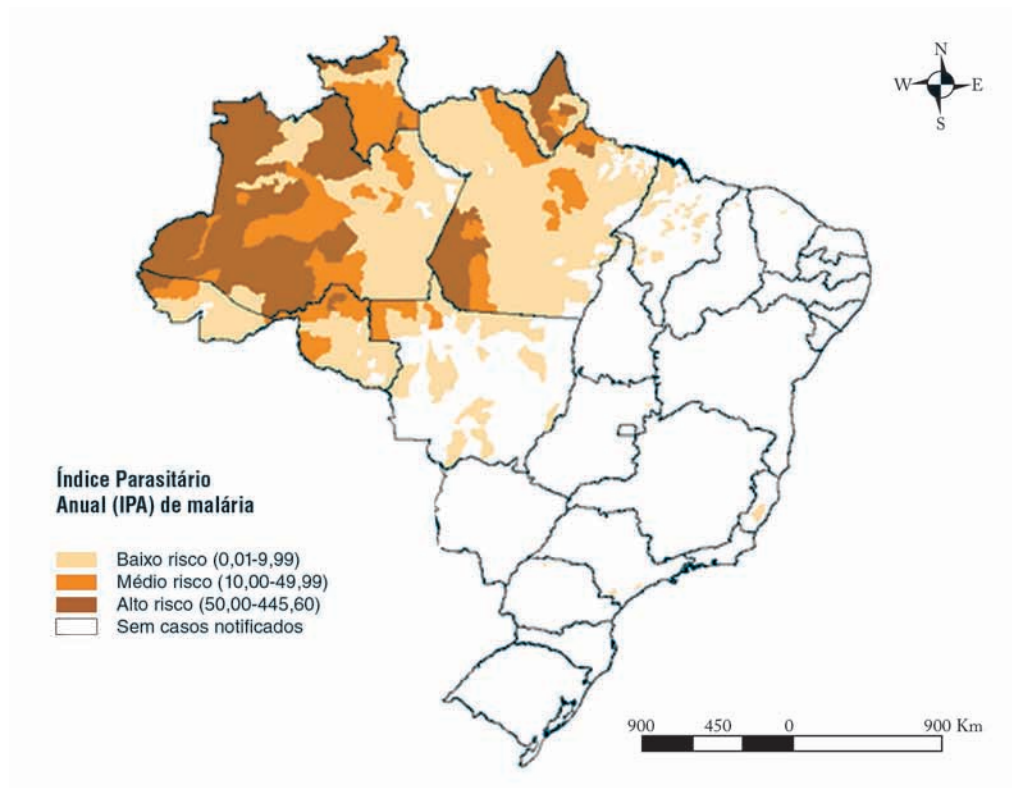 N
W E
S
Índice Parasitário
Anual (IPA) de malária
Baixo risco (0,01-9,99)
Médio risco (10,00-49,99)
Alto risco (50,00-445,60)
Sem casos notificados
900 450 0 900 Km